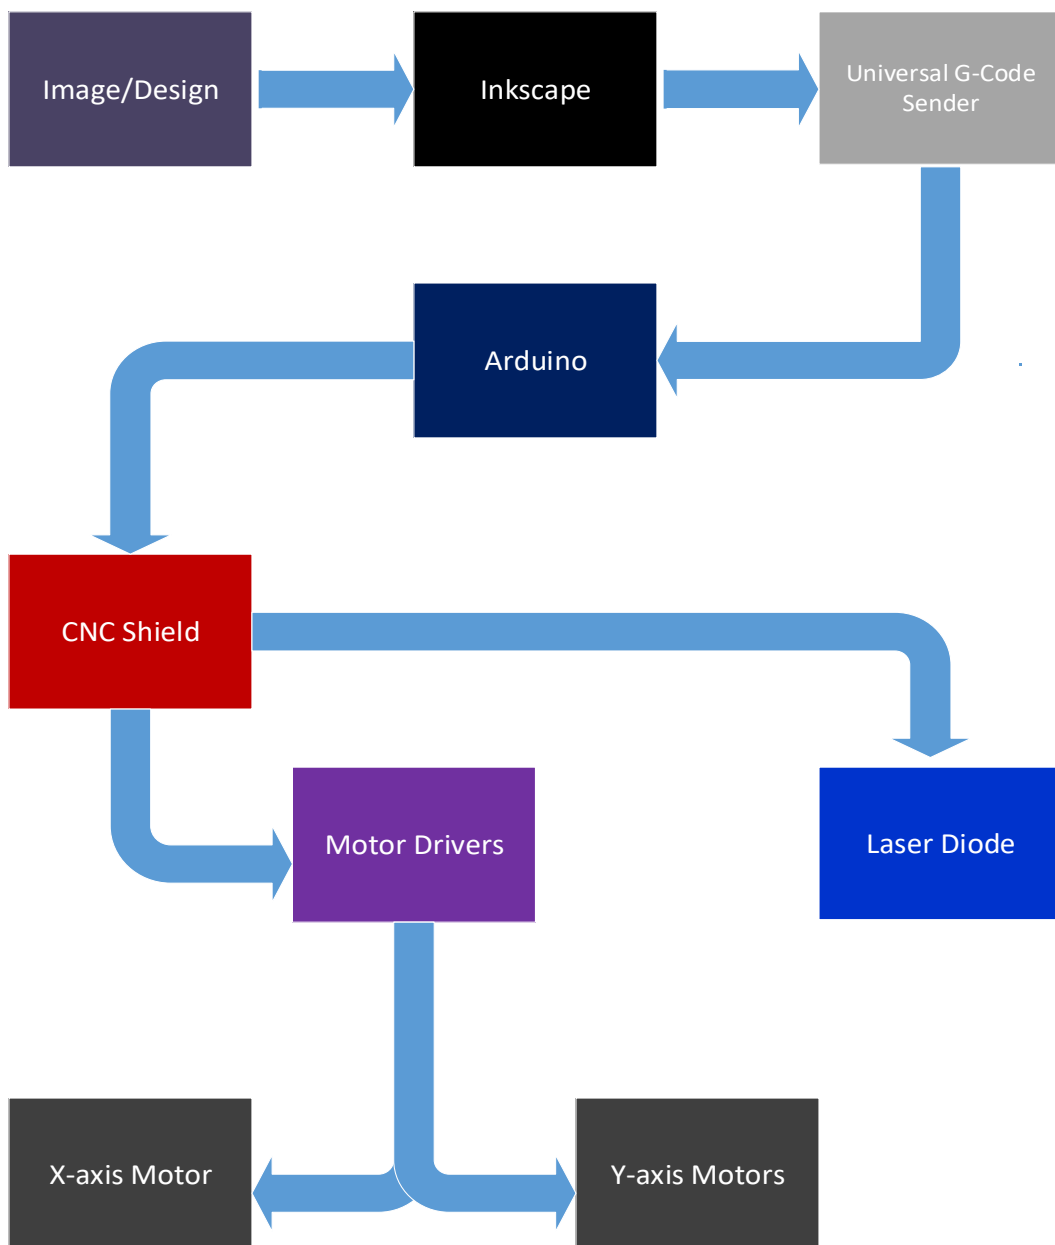 Image/Design
Inkscape
Universal G-Code
Sender
Arduino
CNC Shield
Motor Drivers
Laser Diode
X-axis Motor
Y-axis Motors